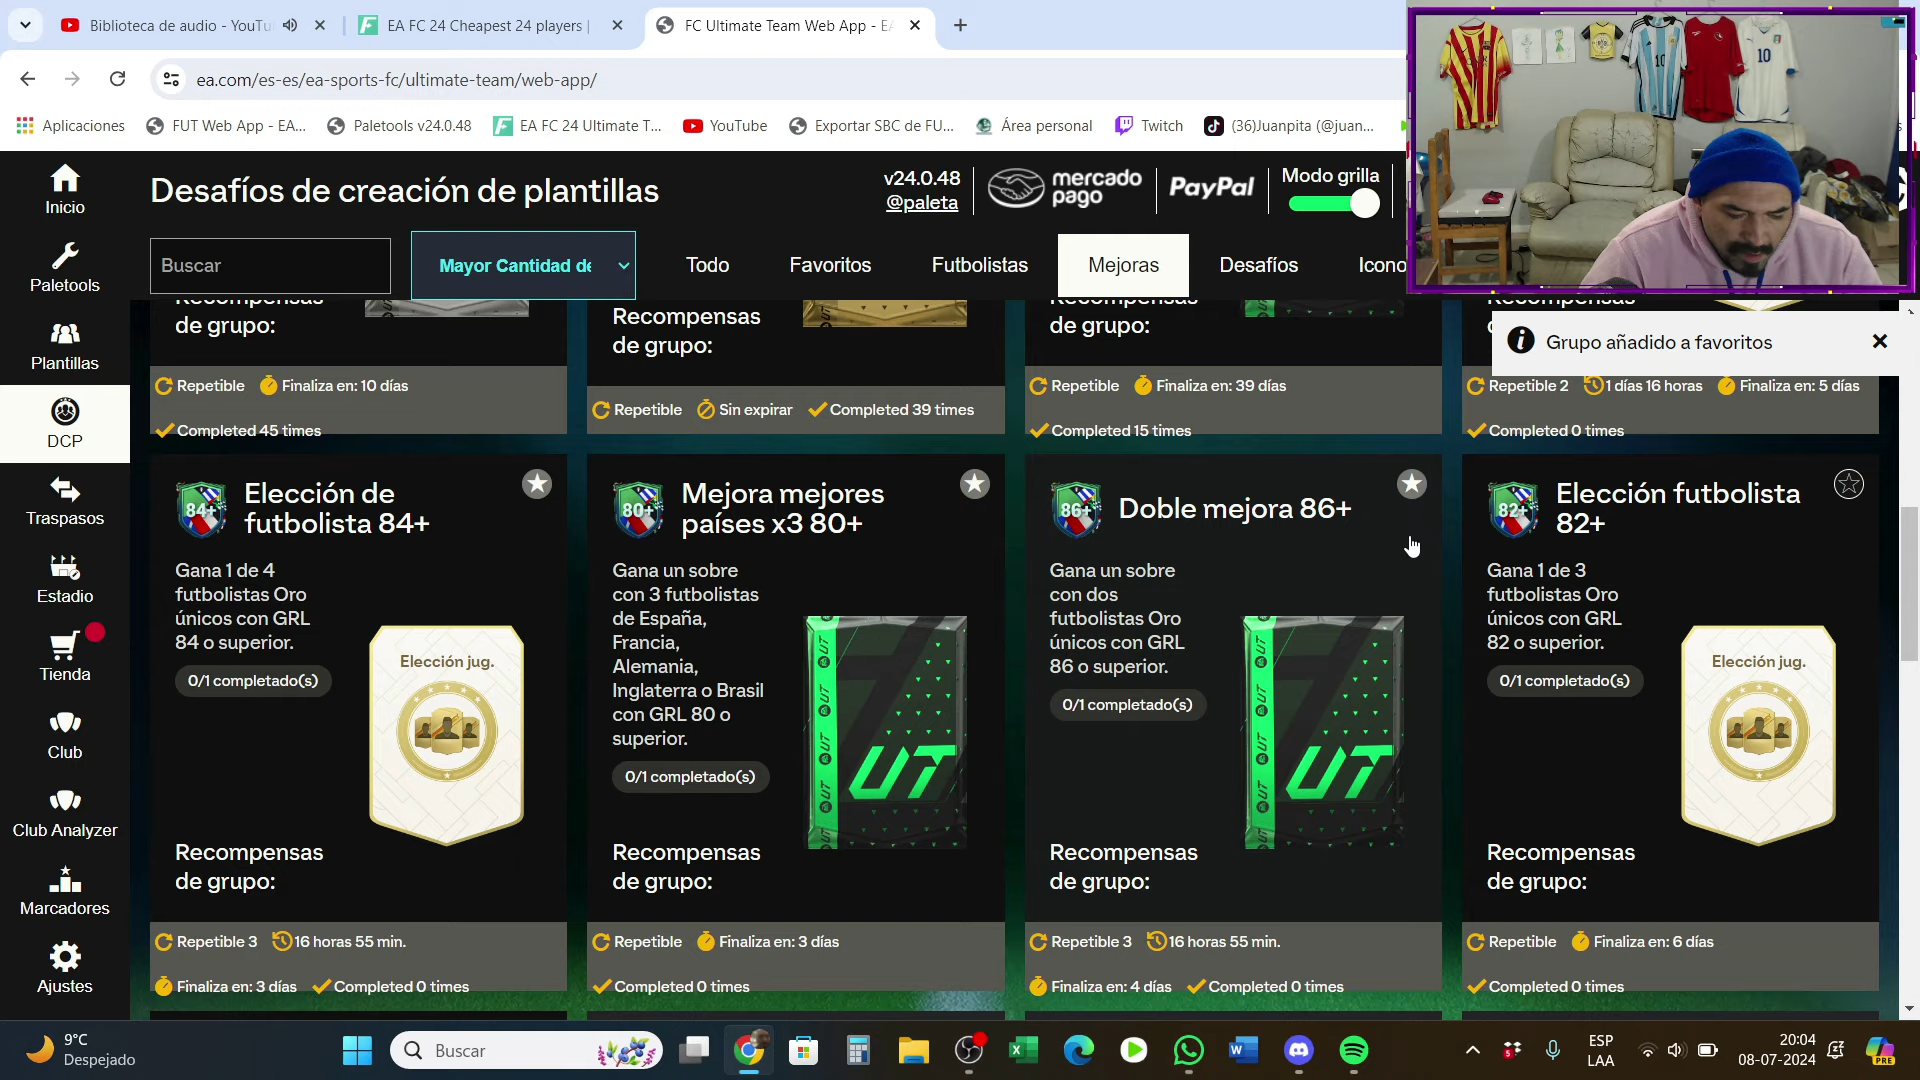 Biblioteca de audio - YouTu
EA FC 24 Cheapest 24 players |
FC Ultimate Team Web App - EA
ea.com/es-es/ea-sports-fc/ultimate-team/web-app/
Aplicaciones
FUT Web App - EA...
Paletools v24.0.48
EA FC 24 Ultimate T...
YouTube
Exportar SBC de FU...
Área personal
Twitch
(36)Juanpita (@juan...
Inicio
Paletools
Plantillas
DCP
Traspasos
Estadio
Tienda
Club
Club Analyzer
Marcadores
Ajustes
Desafíos de creación de plantillas
v24.0.48
@paleta
mercado
pago
PayPal
Modo grilla
Buscar
Mayor Cantidad de
Todo
Favoritos
Futbolistas
Mejoras
Desafíos
Icono
Grupo añadido a favoritos
Recompensas
de grupo:
Repetible Finaliza en: 10 días
Completed 45 times
Recompensas
de grupo:
Repetible Sin expirar Completed 39 times
Recompensas
de grupo:
Repetible Finaliza en: 39 días
Completed 15 times
Recompensas
Repetible 2 1 días 16 horas Finaliza en: 5 días
Completed 0 times
84+
Elección de
futbolista 84+
Gana 1 de 4
futbolistas Oro
únicos con GRL
84 o superior.
0/1 completado(s)
Elección jug.
Recompensas
de grupo:
Repetible 3 16 horas 55 min.
Finaliza en: 3 días Completed 0 times
80+
Mejora mejores
países x3 80+
Gana un sobre
con 3 futbolistas
de España,
Francia,
Alemania,
Inglaterra o Brasil
con GRL 80 o
superior.
0/1 completado(s)
UT
Recompensas
de grupo:
Repetible Finaliza en: 3 días
Completed 0 times
86+
Doble mejora 86+
Gana un sobre
con dos
futbolistas Oro
únicos con GRL
86 o superior.
0/1 completado(s)
UT
Recompensas
de grupo:
Repetible 3 16 horas 55 min.
Finaliza en: 4 días Completed 0 times
82+
Elección futbolista
82+
Gana 1 de 3
futbolistas Oro
únicos con GRL
82 o superior.
0/1 completado(s)
Elección jug.
Recompensas
de grupo:
Repetible Finaliza en: 6 días
Completed 0 times
10
10
9°C
Despejado
Buscar
ESP
LAA
20:04
08-07-2024
PRE